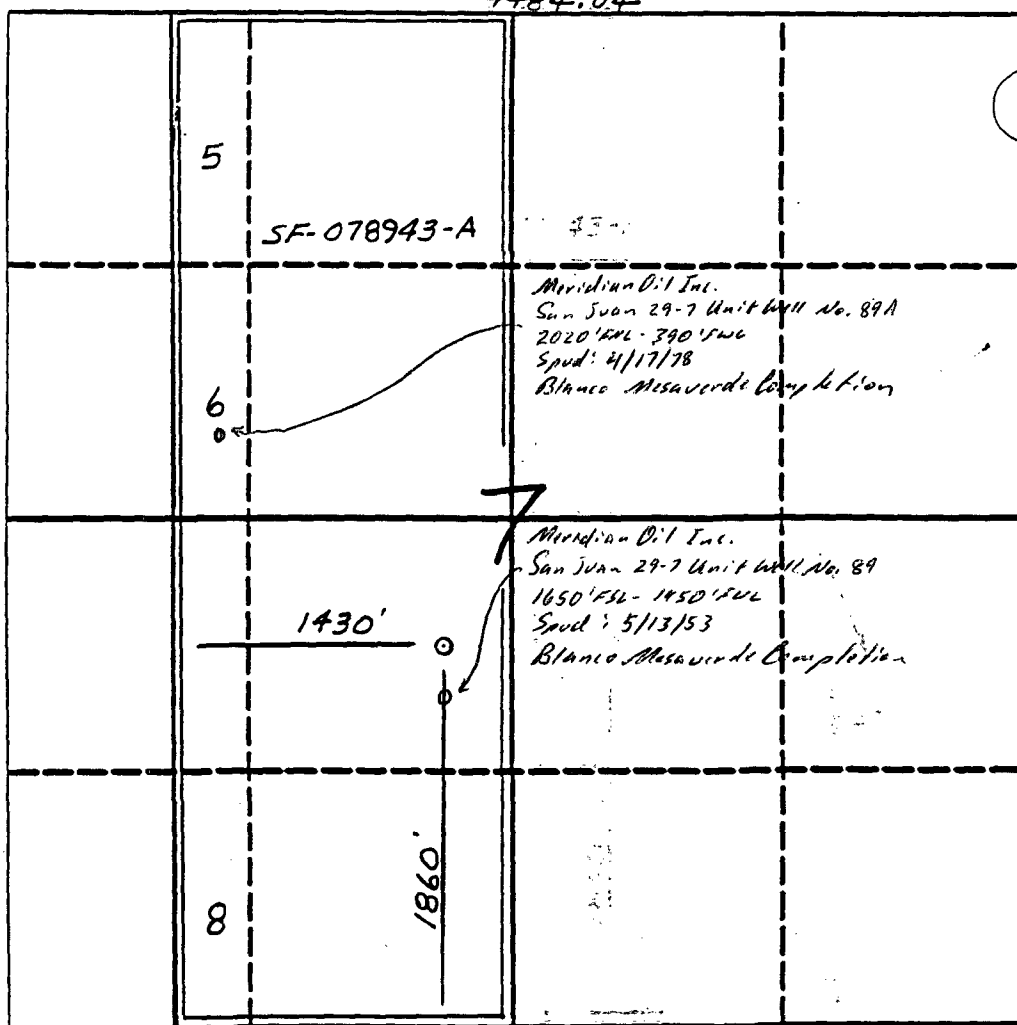 4484.04
5
SF-078943-A
Meridian Oil Inc.
San Juan 29-7 Unit Well No. 89A
2020'FNL - 390'FWL
Spud: 4/17/78
Blanco Mesaverde Completion
6
7
Meridian Oil Inc.
San Juan 29-7 Unit Well No. 89
1650'FSL - 1450'FWL
Spud: 5/13/53
Blanco Mesaverde Completion
1430'
1860'
8